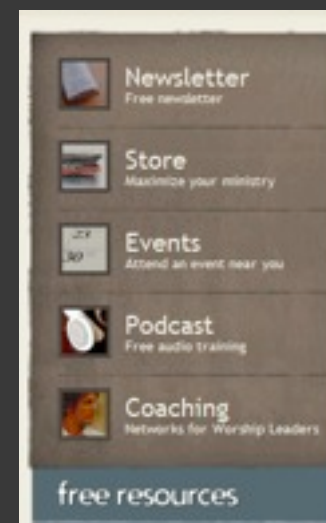 Newsletter
Free newsletter
Store
Maximize your ministry
Events
Attend an event near you
Podcast
Free audio training
Coaching
Networks for Worship Leaders
free resources